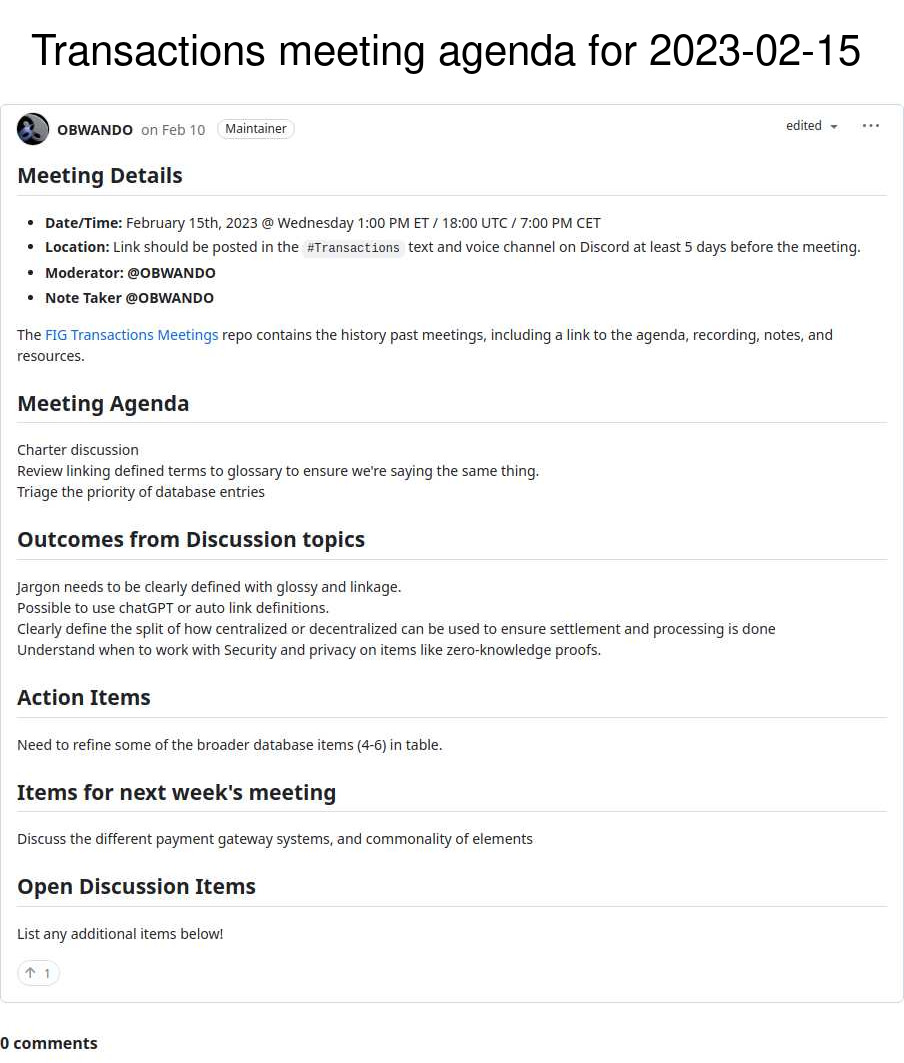 Transactions meeting agenda for 2023-02-15
OBWANDO on Feb 10 Maintainer edited
Meeting Details
Date/Time: February 15th, 2023 @ Wednesday 1:00 PM ET / 18:00 UTC / 7:00 PM CET
Location: Link should be posted in the #Transactions text and voice channel on Discord at least 5 days before the meeting.
Moderator: @OBWANDO
Note Taker @OBWANDO
The FIG Transactions Meetings repo contains the history past meetings, including a link to the agenda, recording, notes, and
resources.
Meeting Agenda
Charter discussion
Review linking defined terms to glossary to ensure we're saying the same thing.
Triage the priority of database entries
Outcomes from Discussion topics
Jargon needs to be clearly defined with glossy and linkage.
Possible to use chatGPT or auto link definitions.
Clearly define the split of how centralized or decentralized can be used to ensure settlement and processing is done
Understand when to work with Security and privacy on items like zero-knowledge proofs.
Action Items
Need to refine some of the broader database items (4-6) in table.
Items for next week's meeting
Discuss the different payment gateway systems, and commonality of elements
Open Discussion Items
List any additional items below!
↑ 1
0 comments